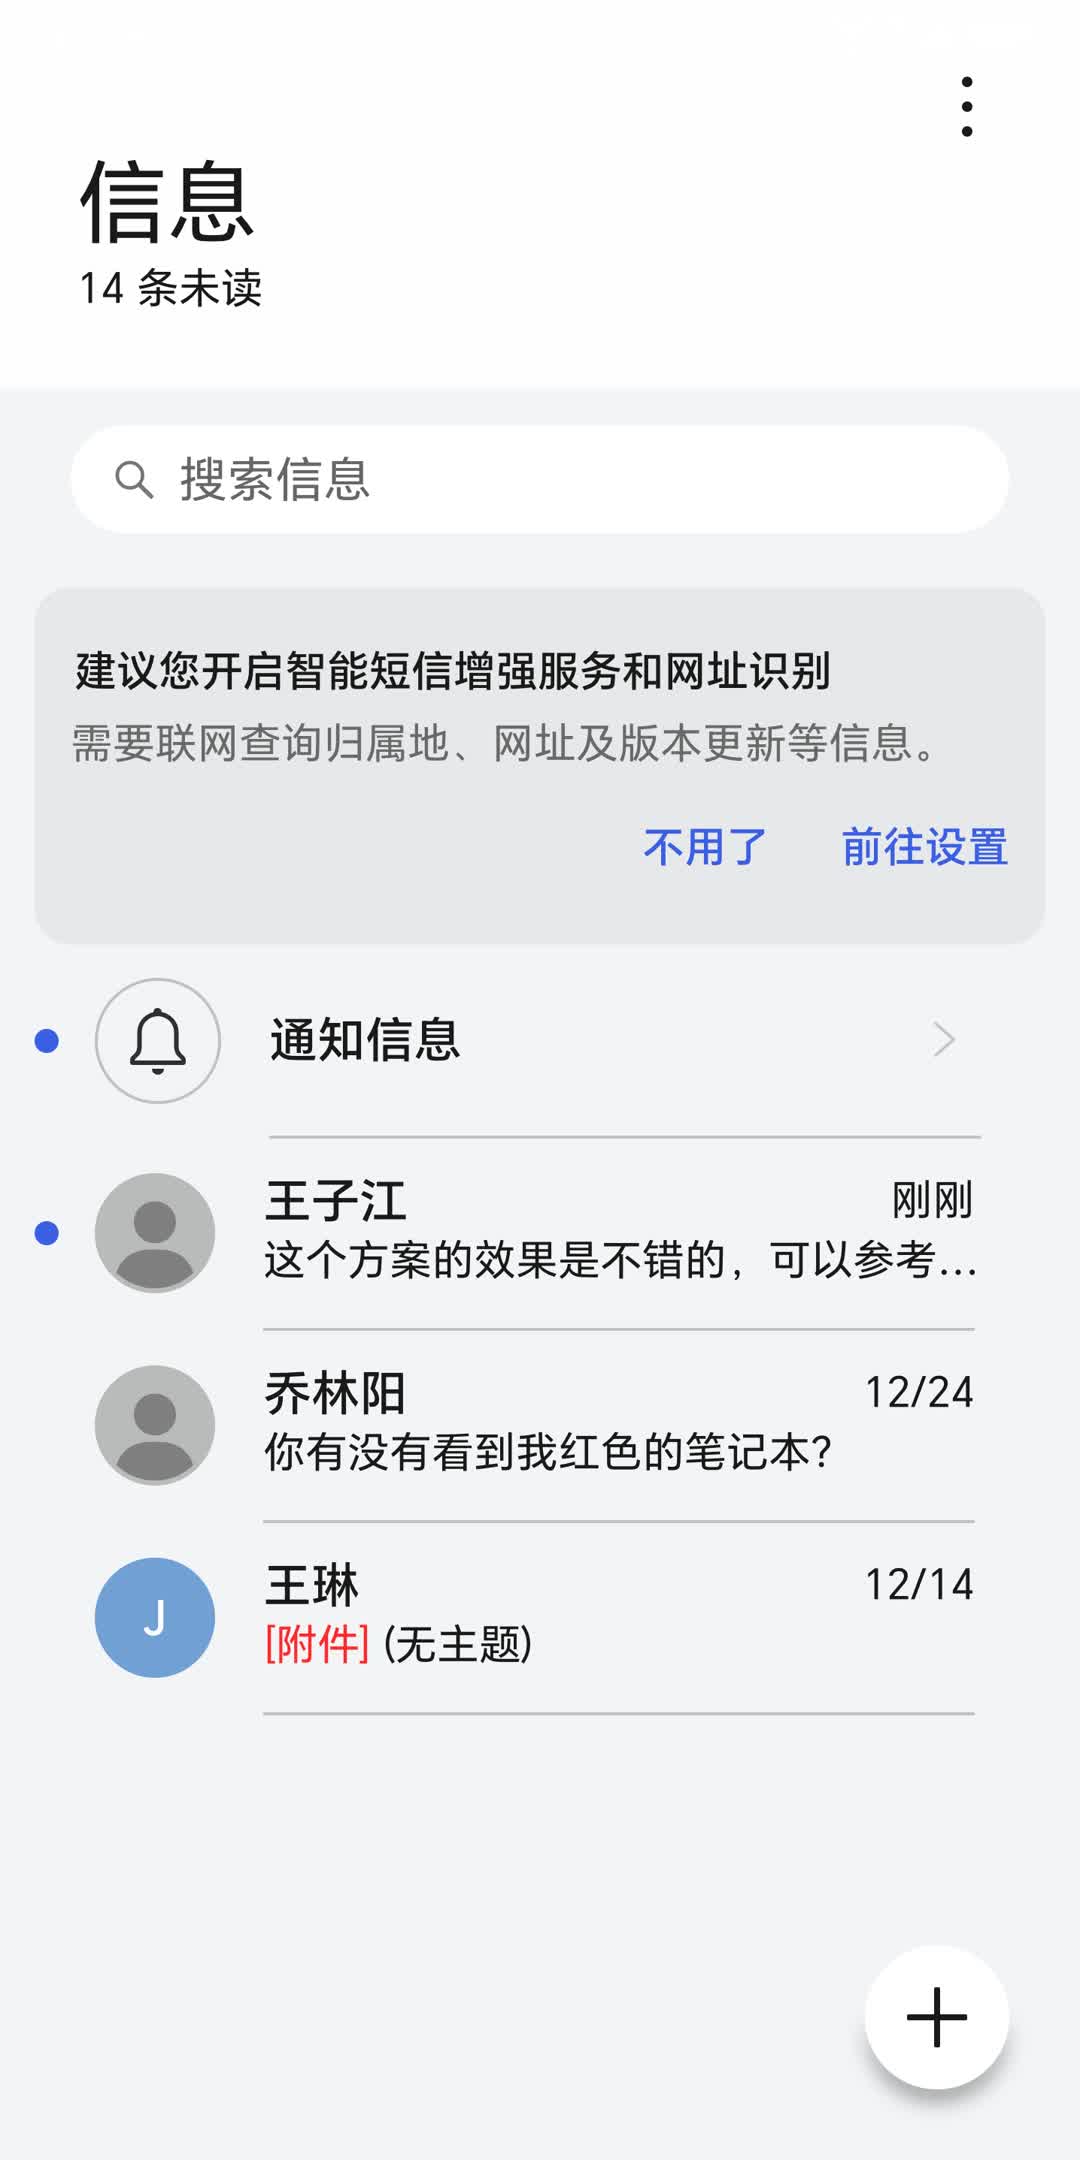 信息
14 条未读
搜索信息
建议您开启智能短信增强服务和网址识别
需要联网查询归属地、网址及版本更新等信息。
不用了 前往设置
通知信息
王子江 刚刚
这个方案的效果是不错的，可以参考...
乔林阳 12/24
你有没有看到我红色的笔记本?
J
王琳 12/14
[附件] (无主题)